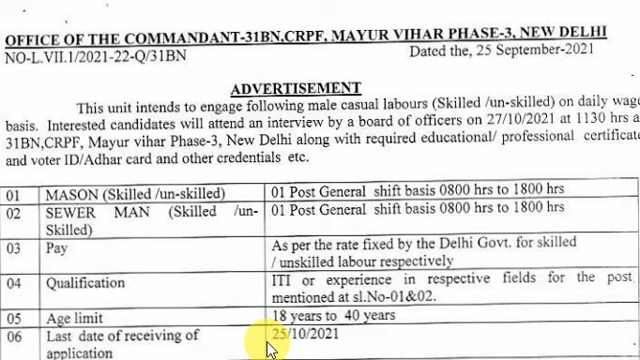 OFFICE OF THE COMMANDANT-31BN,CRPF, MAYUR VIHAR PHASE-3, NEW DELHI
NO-L.VII.1/2021-22-Q/31BN Dated the, 25 September-2021
ADVERTISEMENT
This unit intends to engage following male casual labours (Skilled /un-skilled) on daily wage
basis. Interested candidates will attend an interview by a board of officers on 27/10/2021 at 1130 hrs a
31BN,CRPF, Mayur vihar Phase-3, New Delhi along with required educational/ professional certificate
and voter ID/Adhar card and other credentials etc.
01 MASON (Skilled/un-skilled) 01 Post General shift basis 0800 hrs to 1800 hrs
02 SEWER MAN (Skilled /un- 01 Post General shift basis 0800 hrs to 1800 hrs
Skilled)
03 Pay As per the rate fixed by the Delhi Govt. for skilled
/ unskilled labour respectively
04 Qualification ITI or experience in respective fields for the post
mentioned at sl.No-01&02.
05 Age limit 18 years to 40 years
06 Last date of receiving of 25/10/2021
application